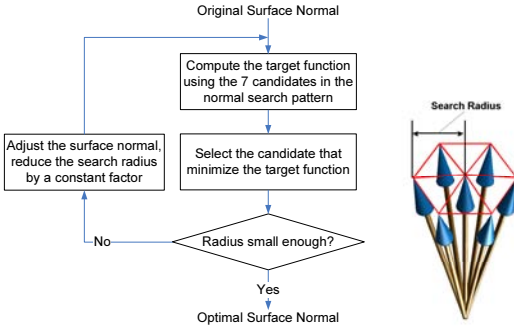 Original Surface Normal
Compute the target function
using the 7 candidates in the
normal search pattern
Search Radius
Adjust the surface normal,
reduce the search radius
by a constant factor
Select the candidate that
minimize the target function
No
Radius small enough?
Yes
Optimal Surface Normal